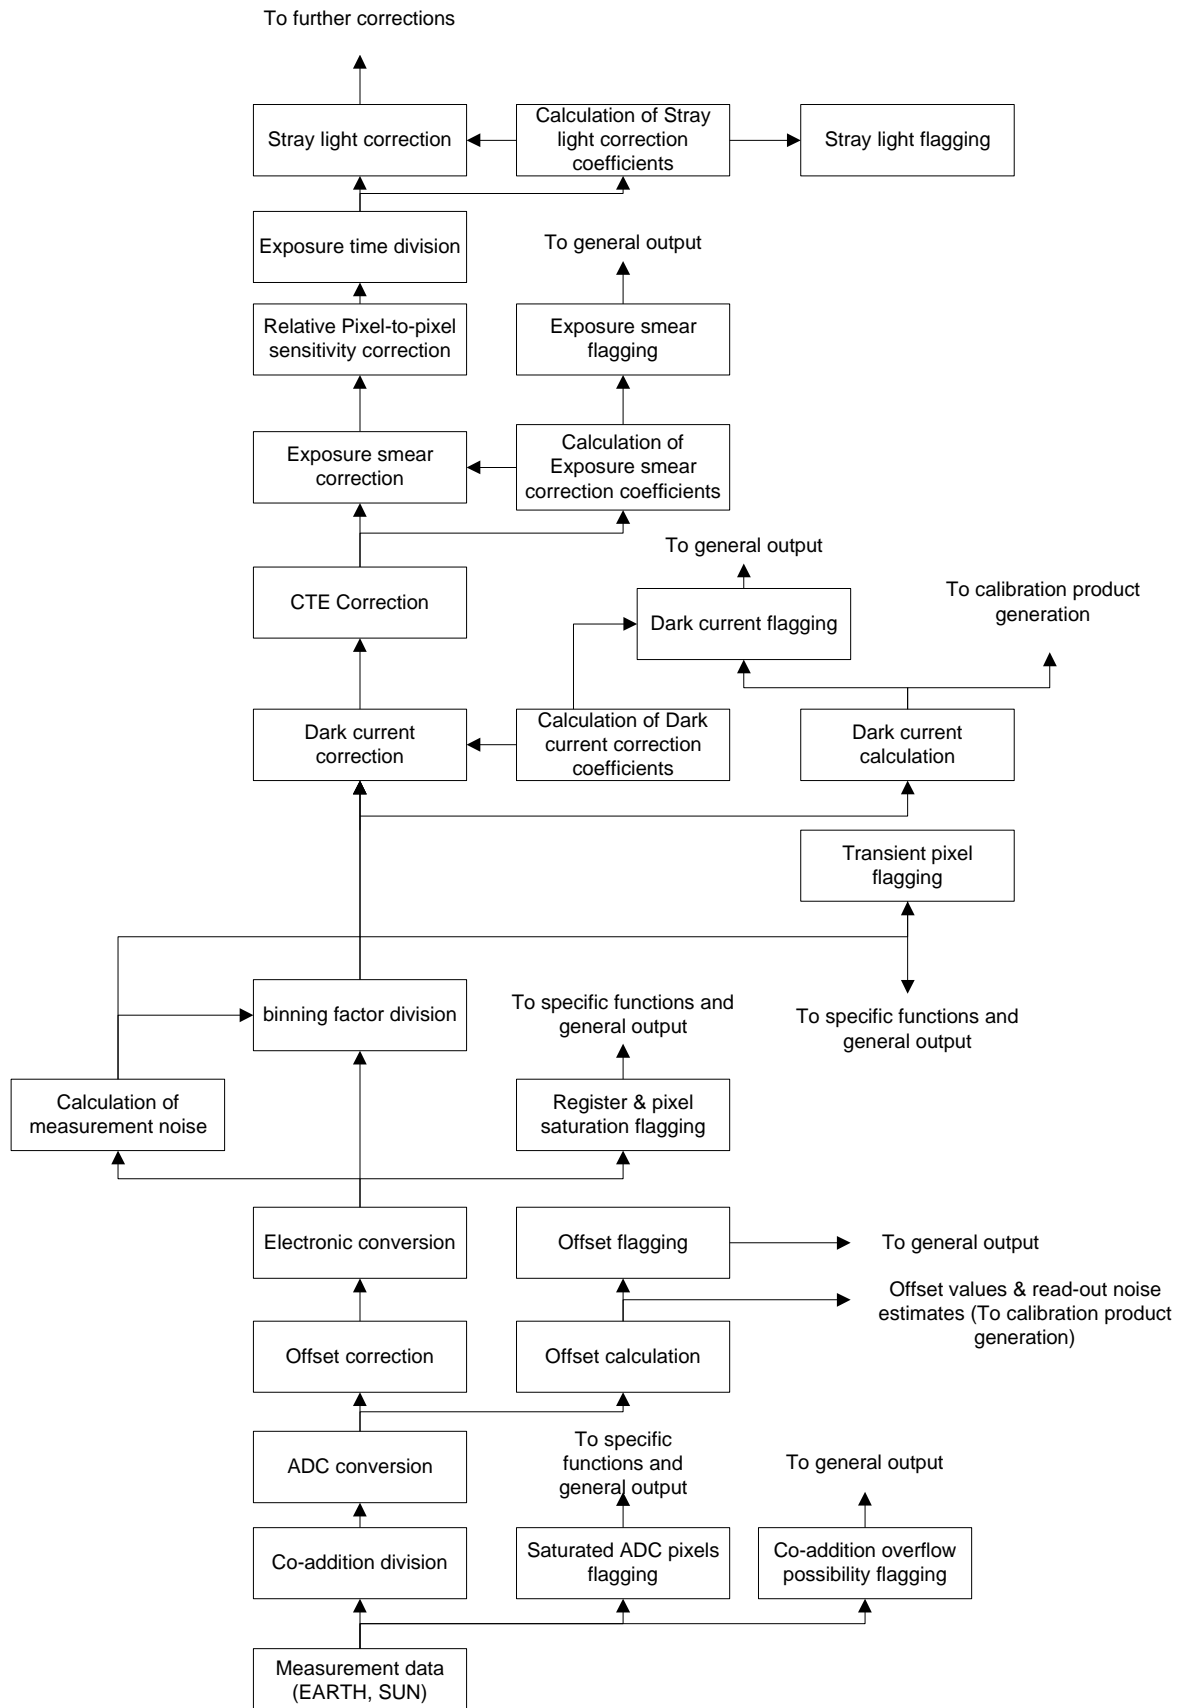 To further corrections
Stray light correction
Calculation of Stray
light correction
coefficients
Stray light flagging
Exposure time division
To general output
Relative Pixel-to-pixel
sensitivity correction
Exposure smear
flagging
Exposure smear
correction
Calculation of
Exposure smear
correction coefficients
To general output
CTE Correction
Dark current flagging
To calibration product
generation
Dark current
correction
Calculation of Dark
current correction
coefficients
Dark current
calculation
Transient pixel
flagging
binning factor division
To specific functions and
general output
To specific functions and
general output
Calculation of
measurement noise
Register & pixel
saturation flagging
Electronic conversion
Offset flagging
To general output
Offset values & read-out noise
estimates (To calibration product
generation)
Offset correction
Offset calculation
ADC conversion
To specific
functions and
general output
To general output
Co-addition division
Saturated ADC pixels
flagging
Co-addition overflow
possibility flagging
Measurement data
(EARTH, SUN)